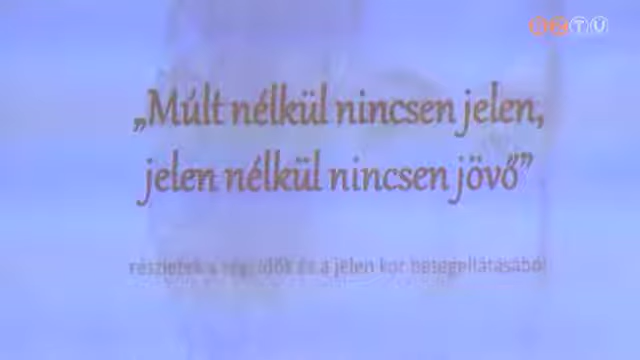 „Múlt nélkül nincsen jelen,
jelen nélkül nincsen jövő”
részletek a régi idők és a jelen kor betegellátásából